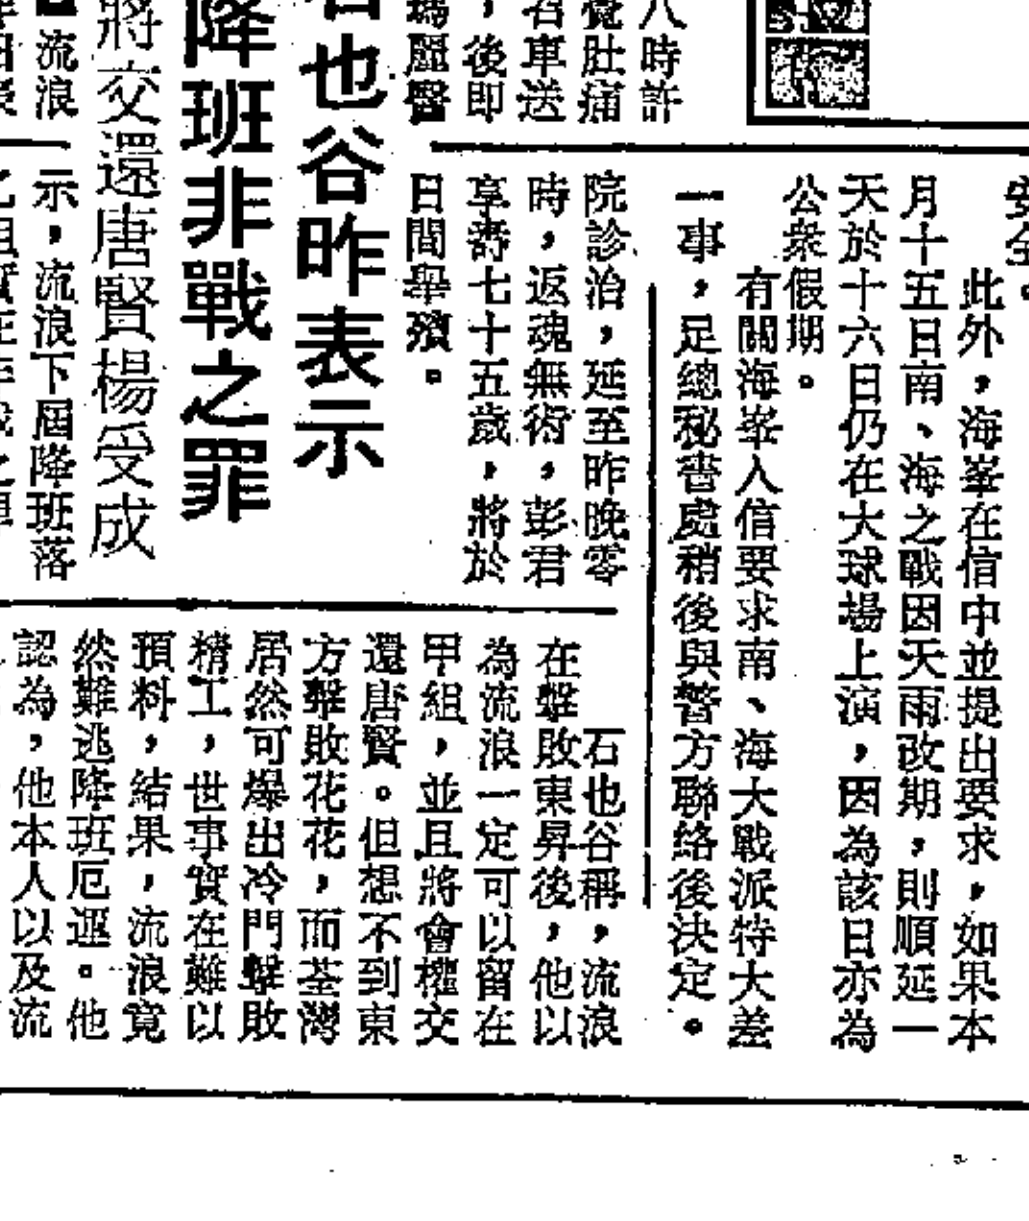 安全。
此外，海峯在信中並提出要求，如果本
月十五日南、海之戰因天雨改期，則順延一
天於十六日仍在大球場上演，因為該日亦為
公衆假期。
有關海峯入信要求南、海大戰派特大差
一事，足總秘書處稍後與警方聯絡後決定。
八時許
覺肚痛
召車送
，後即
瑪麗醫
院診治，延至昨晚零
時，返魂無術，彭君
享壽七十五歲，將於
日間舉殯。
石也谷昨表示
降班非戰之罪
將交還唐賢楊受成
石也谷稱，流浪
在擊敗東昇後，他以
為流浪一定可以留在
甲組，並且將會權交
還唐賢。但想不到東
方擊敗花花，而荃灣
居然可爆出冷門擊敗
精工，世事實在難以
預料，結果，流浪竟
然難逃降班厄運。他
認為，他本人以及流
流浪
示，流浪下屆降班落